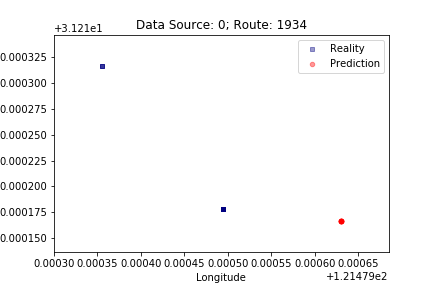 Data Source: 0; Route: 1934
+3.121e1
Reality
Prediction
0.000325
0.000300
0.000275
0.000250
0.000225
0.000200
0.000175
0.000150
0.00030 0.00035 0.00040 0.00045 0.00050 0.00055 0.00060 0.00065
Longitude
+1.21479e2